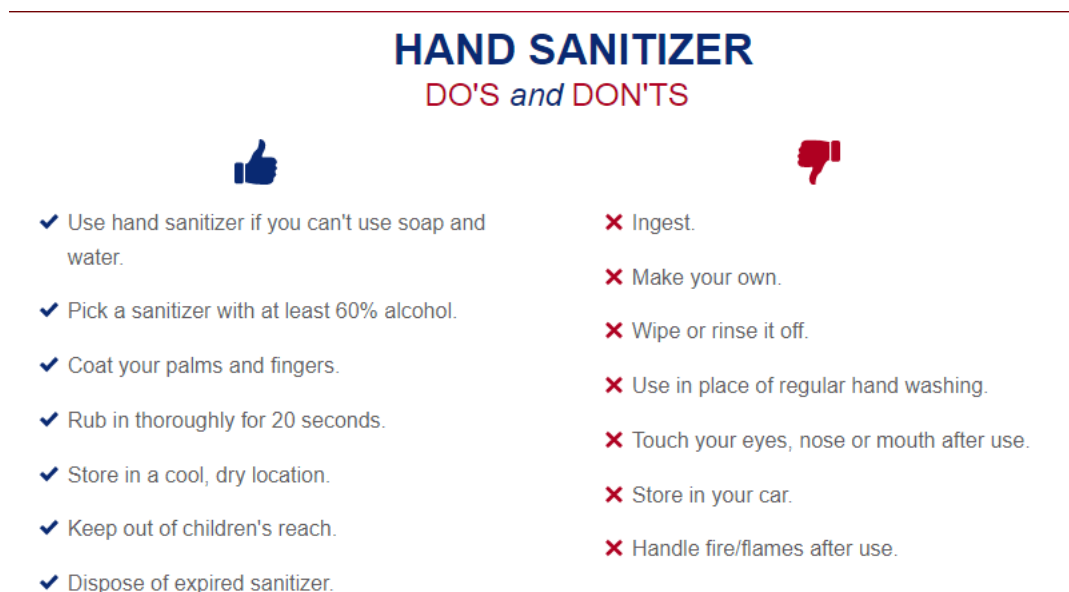 HAND SANITIZER
DO'S and DON'TS
Use hand sanitizer if you can't use soap and
water.
Pick a sanitizer with at least 60% alcohol.
Coat your palms and fingers.
Rub in thoroughly for 20 seconds.
Store in a cool, dry location.
Keep out of children's reach.
Dispose of expired sanitizer.
Ingest.
Make your own.
Wipe or rinse it off.
Use in place of regular hand washing.
Touch your eyes, nose or mouth after use.
Store in your car.
Handle fire/flames after use.